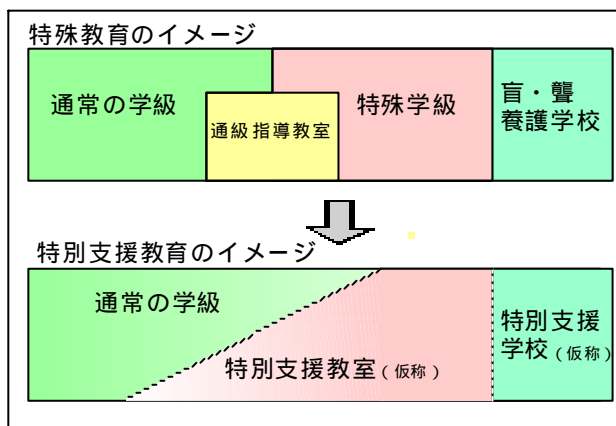 特殊教育のイメージ
通常の学級
通級指導教室
特殊学級
盲・聾
養護学校
特別支援教育のイメージ
通常の学級
特別支援教室(仮称)
特別支援
学校(仮称)